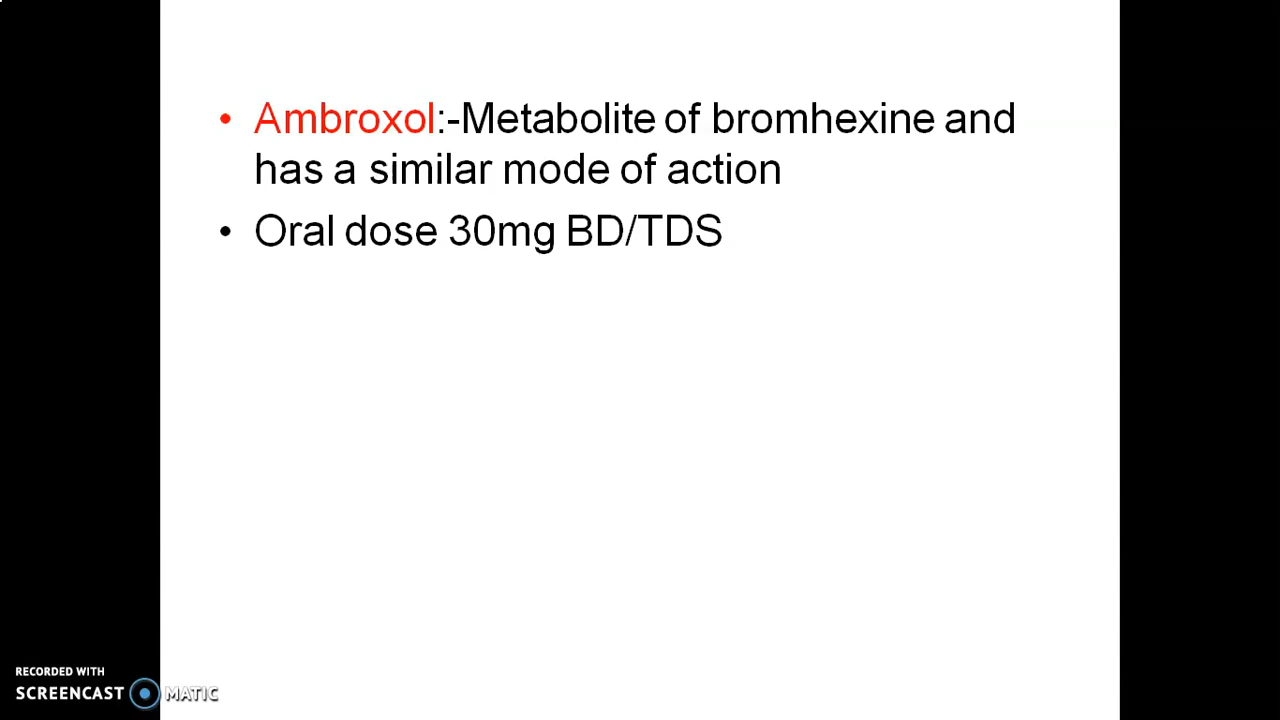 • Ambroxol:-Metabolite of bromhexine and
has a similar mode of action
• Oral dose 30mg BD/TDS
RECORDED WITH
SCREENCAST MATIC